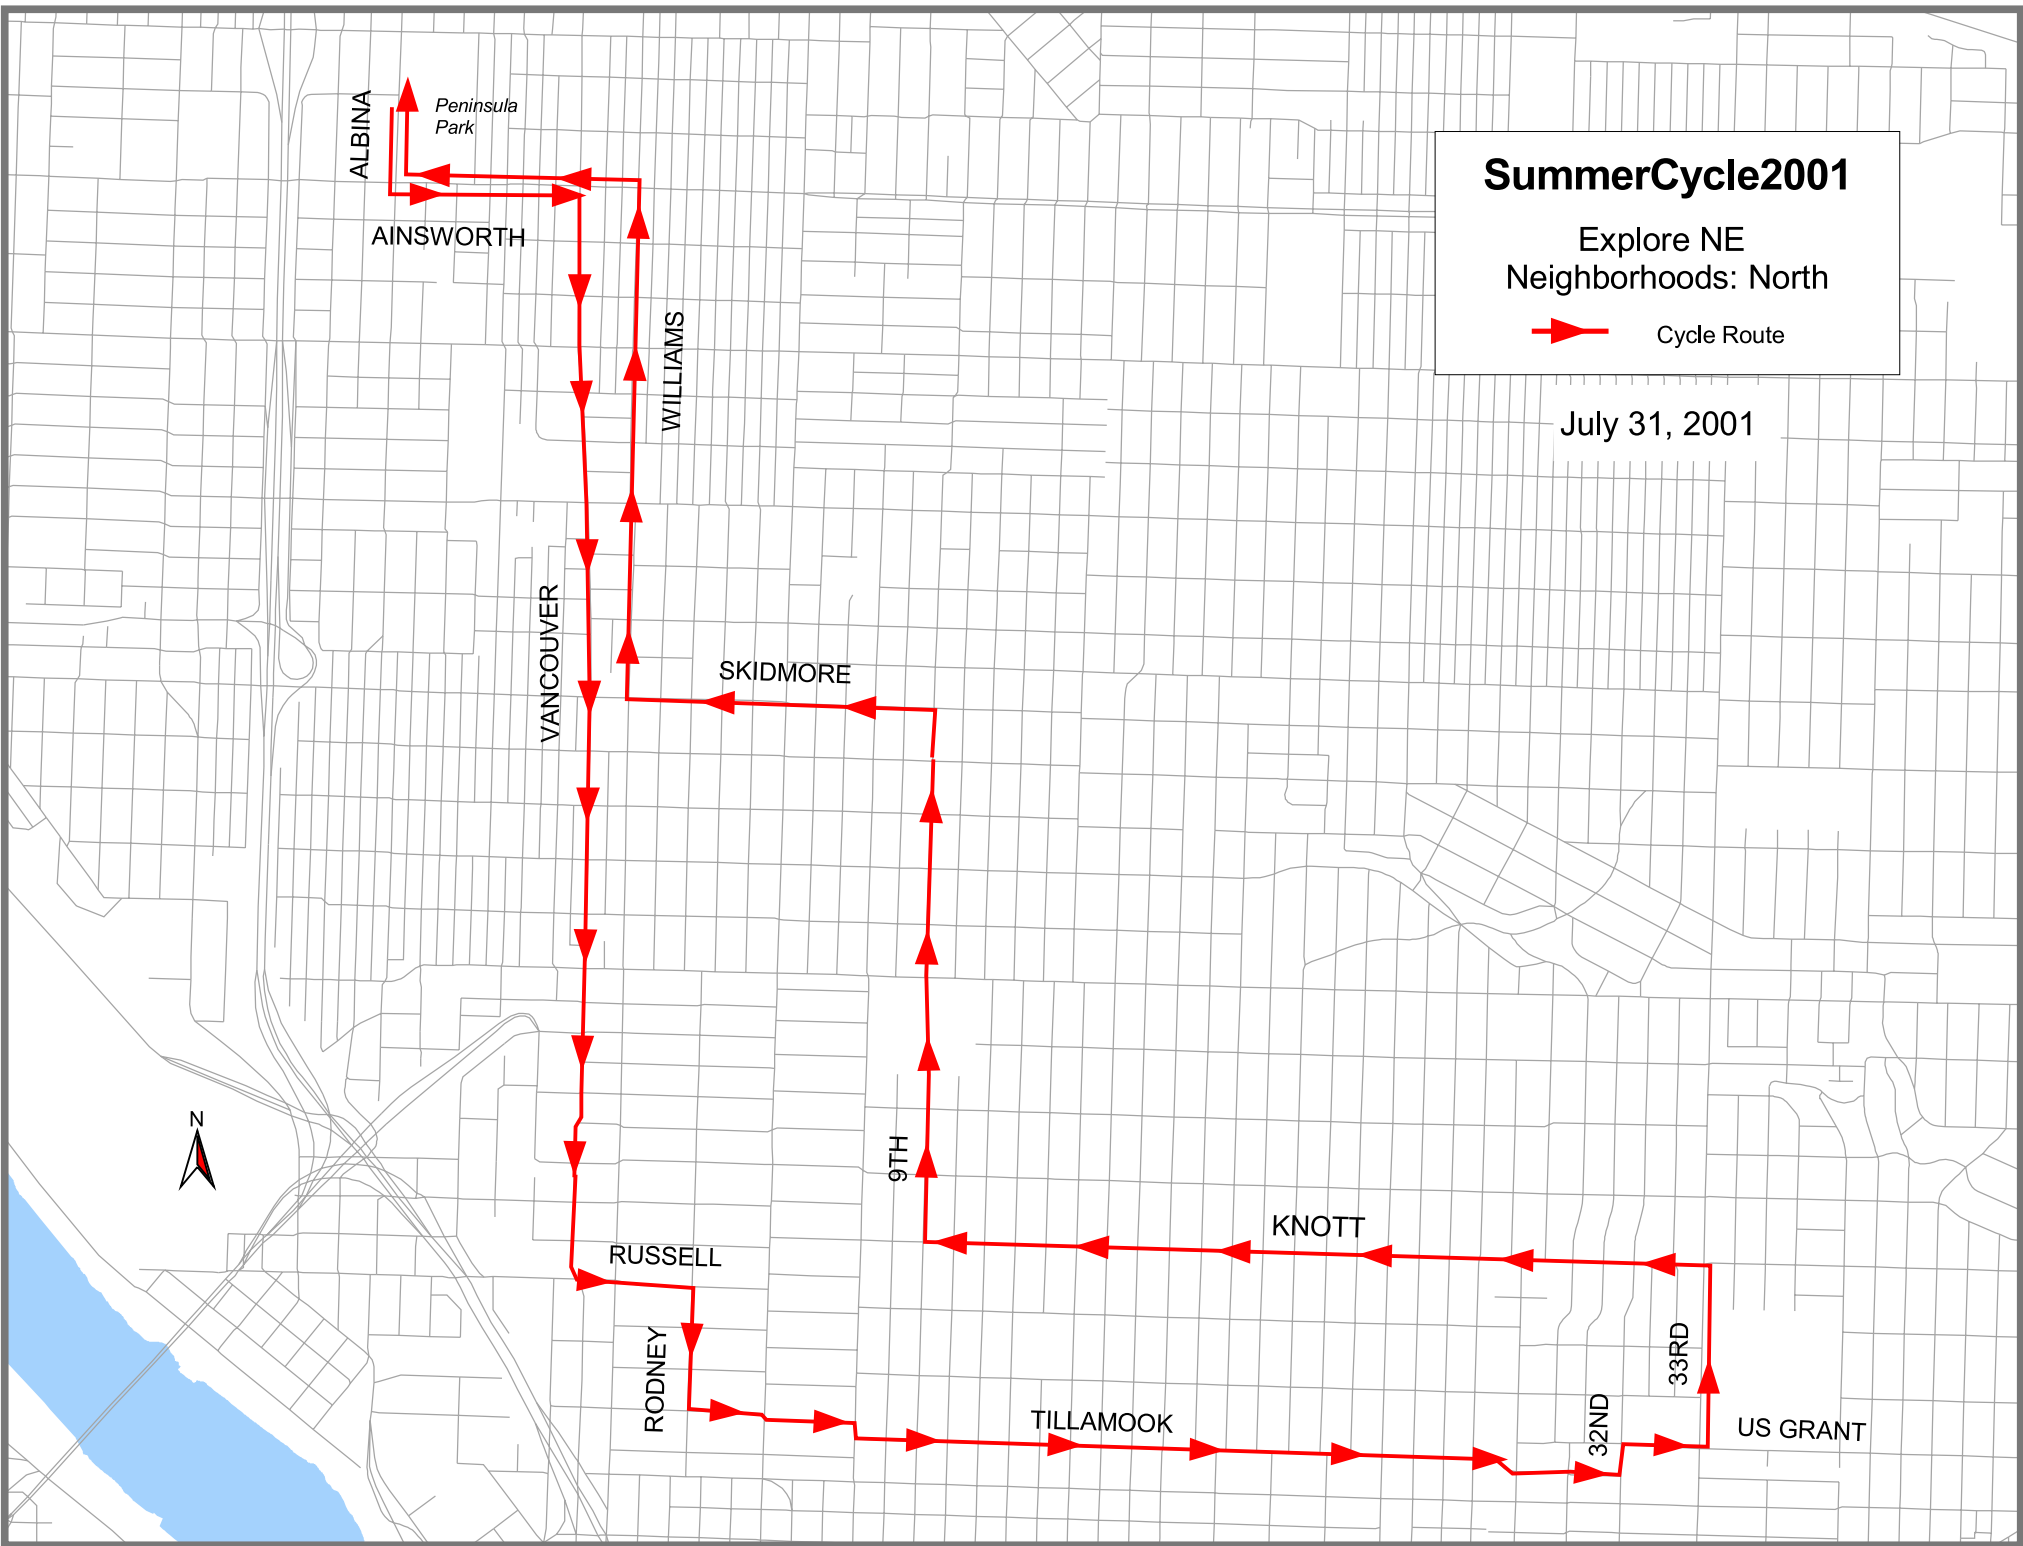 ALBINA
Peninsula
Park
AINSWORTH
WILLIAMS
SummerCycle2001
Explore NE
Neighborhoods: North
Cycle Route
July 31, 2001
VANCOUVER
SKIDMORE
N
9TH
KNOTT
RUSSELL
RODNEY
TILLAMOOK
32ND
33RD
US GRANT